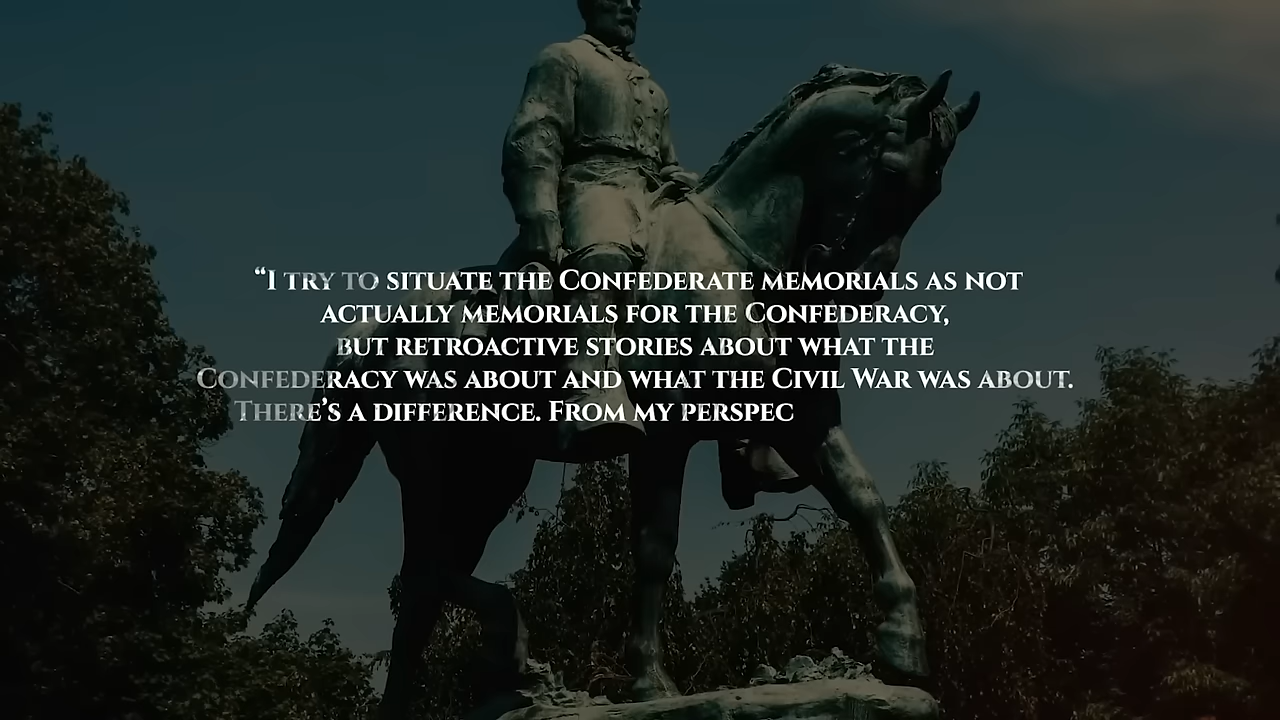 “I try to situate the Confederate memorials as not
actually memorials for the Confederacy,
but retroactive stories about what the
Confederacy was about and what the Civil War was about.
There’s a difference. From my perspec